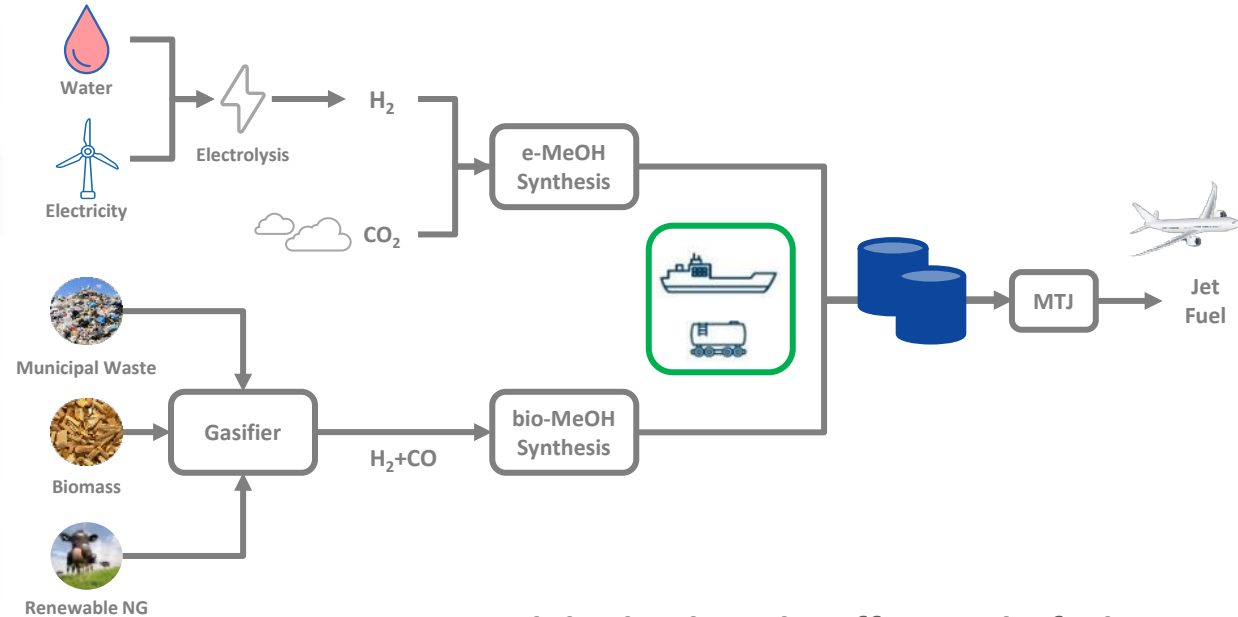 Water
Electricity
Electrolysis
H₂
CO₂
e-MeOH
Synthesis
Municipal Waste
Biomass
Renewable NG
Gasifier
H₂+CO
bio-MeOH
Synthesis
MTJ
Jet
Fuel